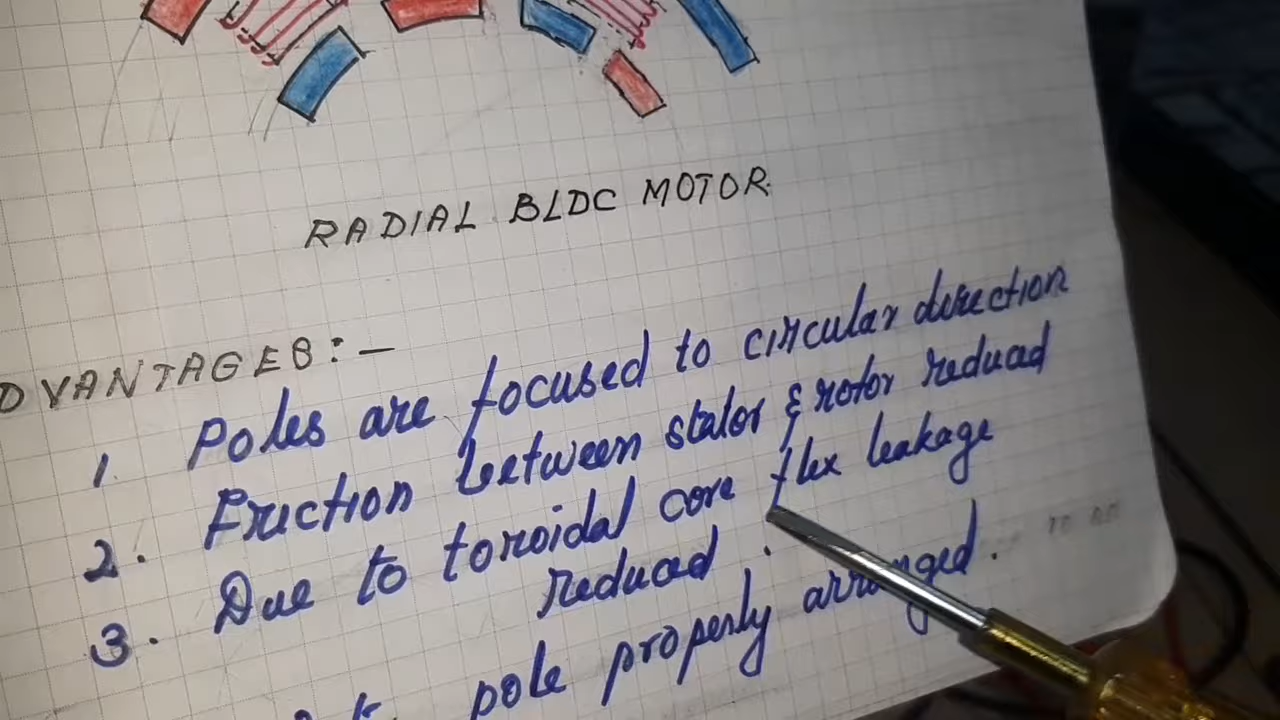 RADIAL BLDC MOTOR.
DVANTAGES:-
1. Poles are focused to circular direction
2. Friction between stator & rotor reduced
3. Due to toroidal core flux leakage
reduced.
pole properly arranged.